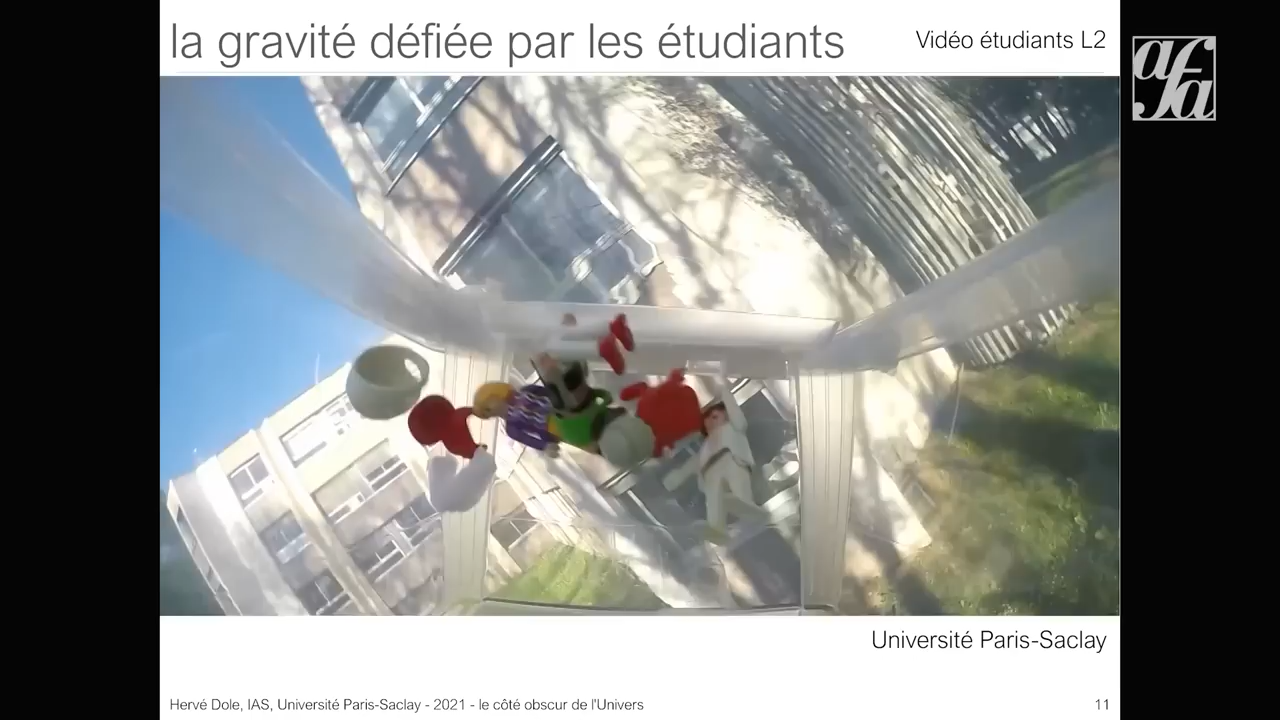 la gravité défiée par les étudiants
Vidéo étudiants L2
afa
Université Paris-Saclay
Hervé Dole, IAS, Université Paris-Saclay - 2021 - le côté obscur de l'Univers
11